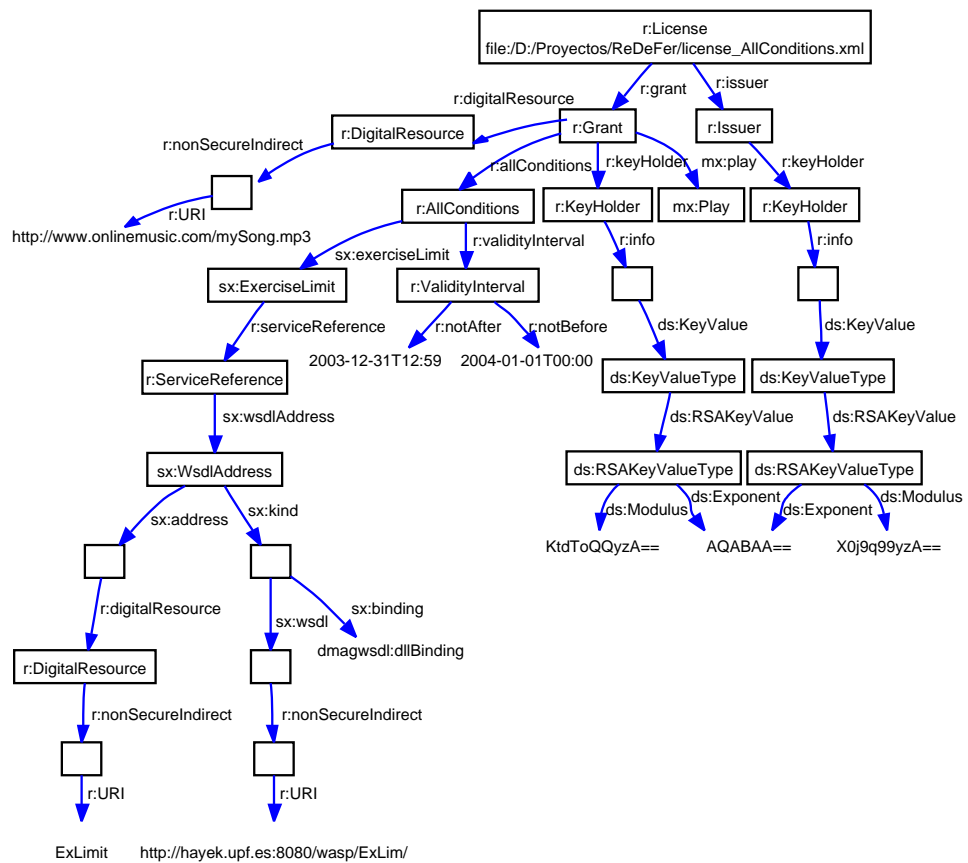 r:License
file:/D:/Proyectos/ReDeFer/license_AllConditions.xml
r:grant
r:issuer
r:digitalResource
r:DigitalResource
r:Grant
r:Issuer
r:nonSecureIndirect
r:allConditions
r:keyHolder
mx:play
r:keyHolder
r:URI
http://www.onlinemusic.com/mySong.mp3
r:AllConditions
r:KeyHolder
mx:Play
r:KeyHolder
sx:exerciseLimit
r:validityInterval
r:info
r:info
sx:ExerciseLimit
r:ValidityInterval
r:serviceReference
r:notAfter
r:notBefore
ds:KeyValue
ds:KeyValue
2003-12-31T12:59
2004-01-01T00:00
r:ServiceReference
ds:KeyValueType
ds:KeyValueType
sx:wsdlAddress
ds:RSAKeyValue
ds:RSAKeyValue
sx:WsdlAddress
ds:RSAKeyValueType
ds:RSAKeyValueType
sx:address
sx:kind
ds:Modulus
ds:Exponent
ds:Exponent
ds:Modulus
KtdToQQyzA==
AQABAA==
X0j9q99yzA==
r:digitalResource
sx:wsdl
sx:binding
dmagwsdl:dllBinding
r:DigitalResource
r:nonSecureIndirect
r:nonSecureIndirect
r:URI
r:URI
ExLimit
http://hayek.upf.es:8080/wasp/ExLim/